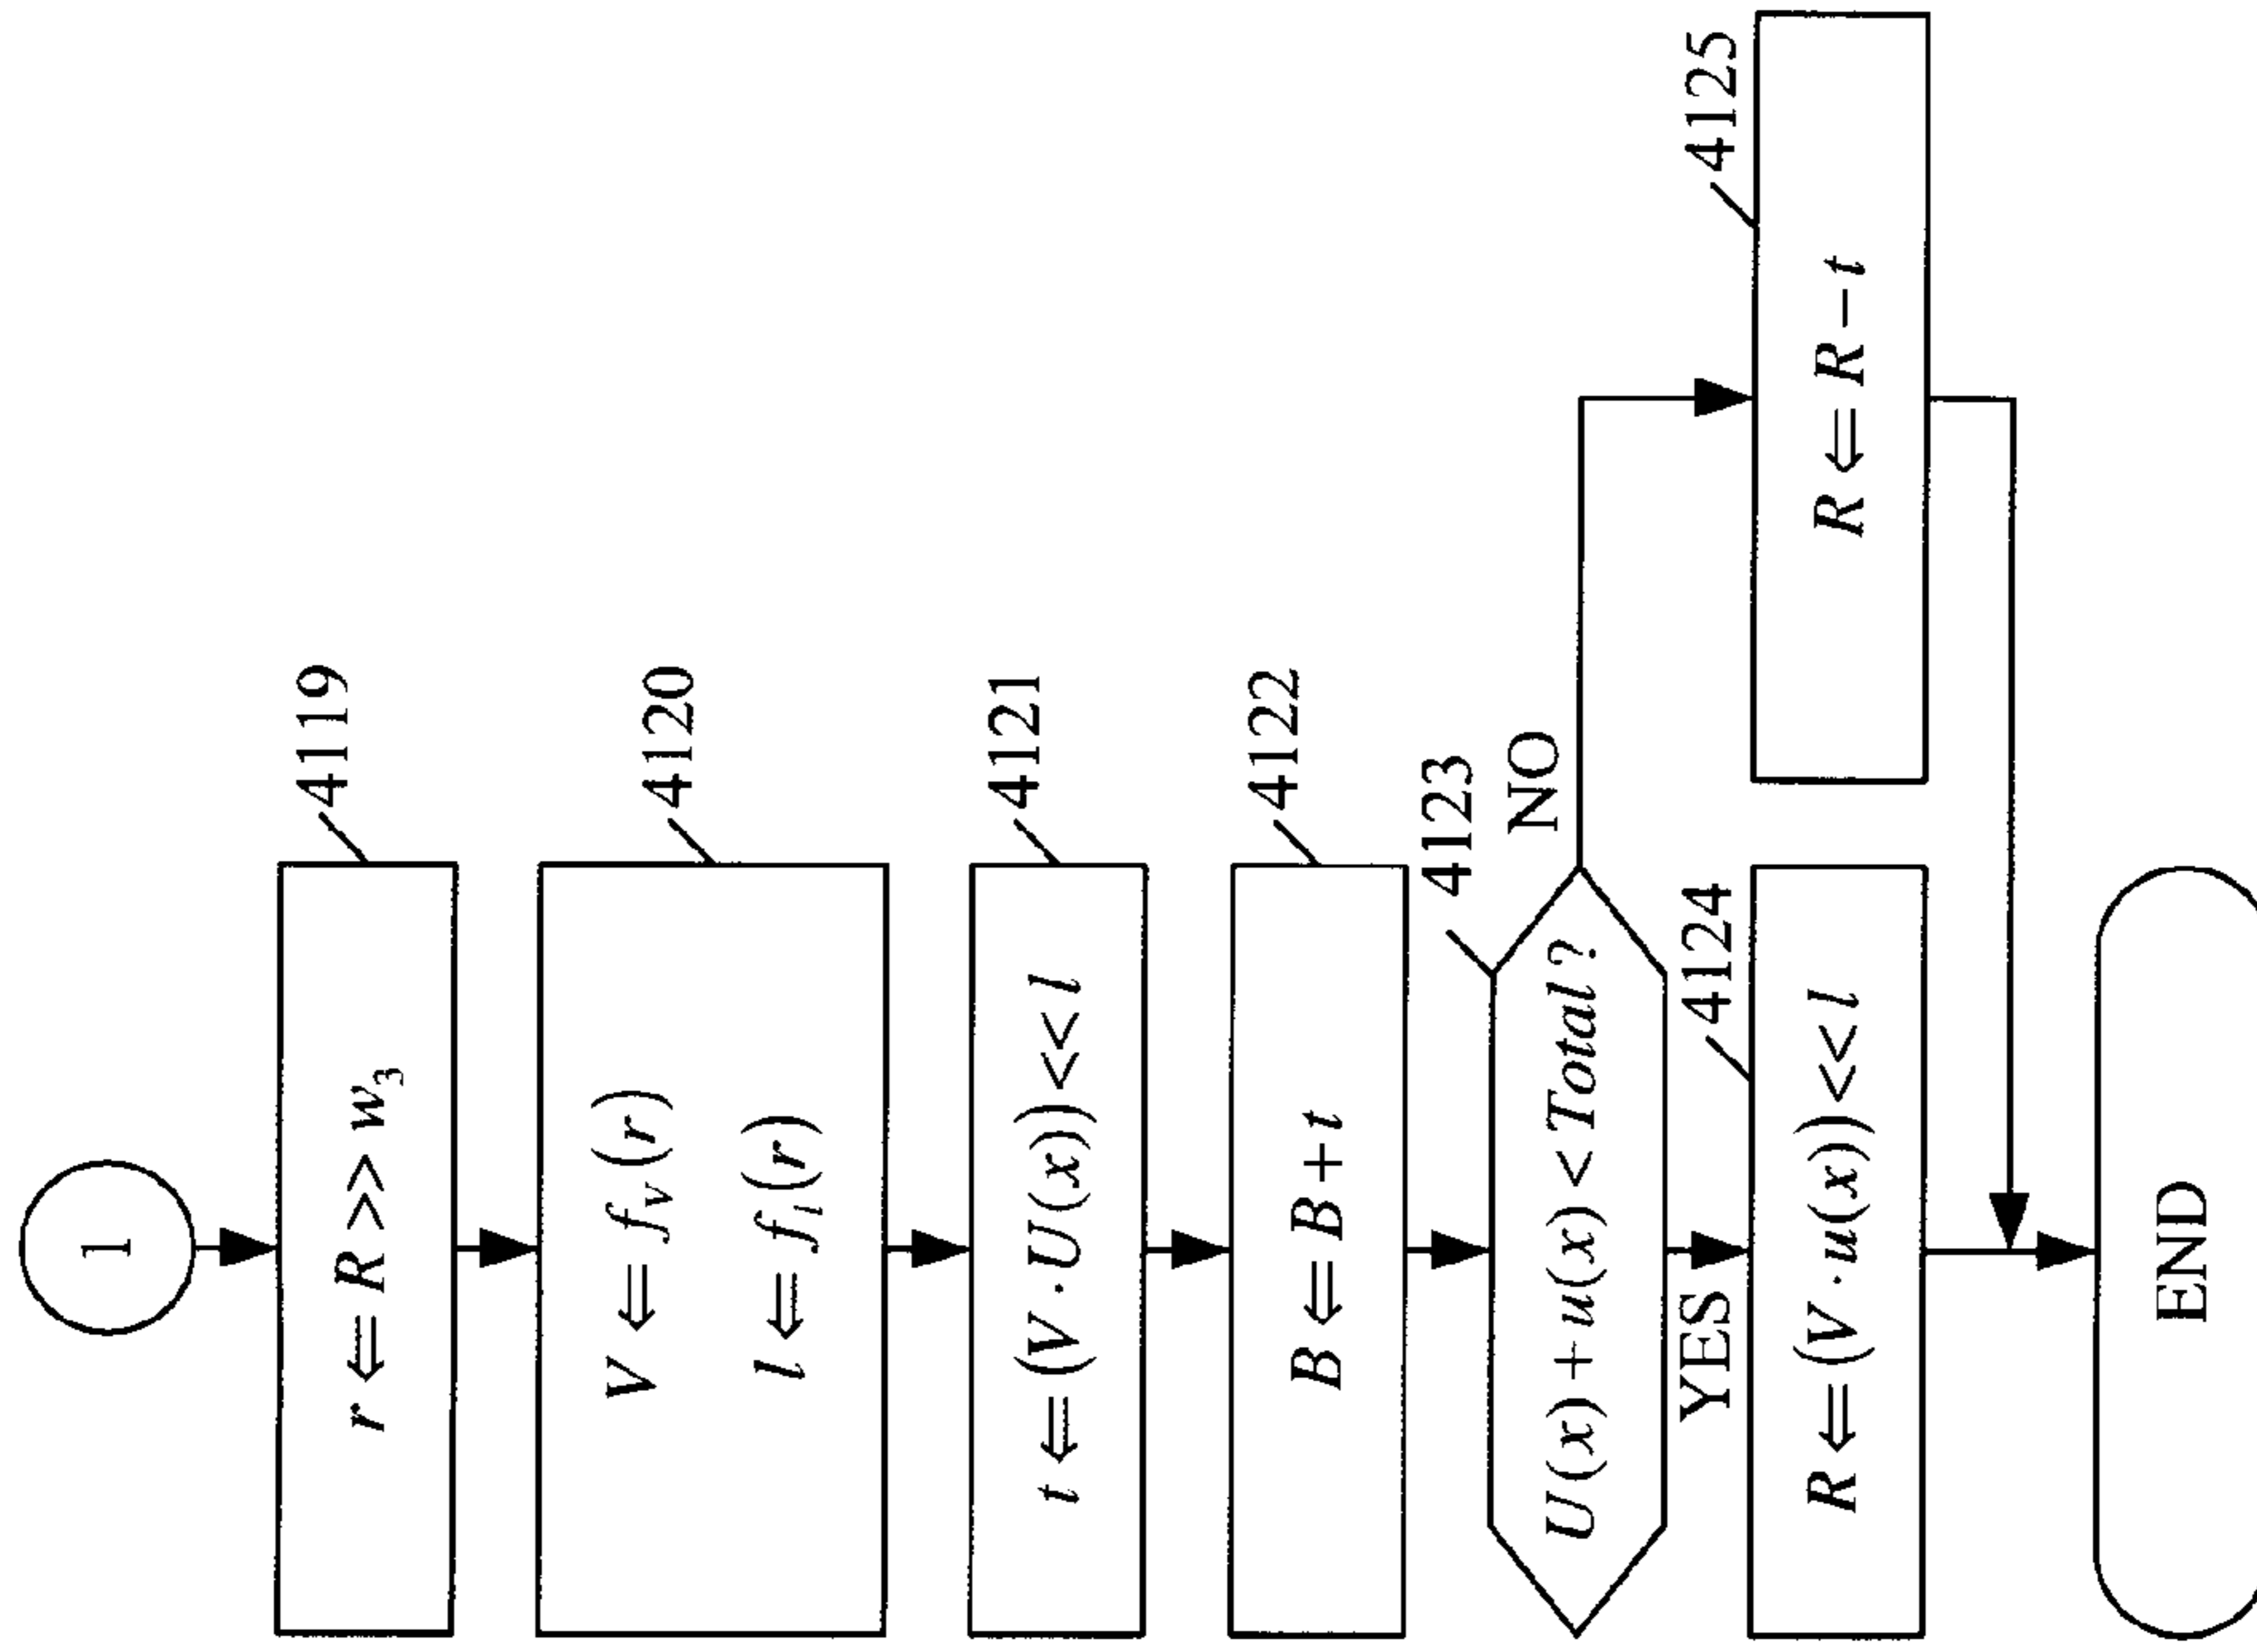 1
4119
r ⇐ R >> w₃
4120
V ⇐ f_V(r)
l ⇐ f_l(r)
4121
t ⇐ (V · U(x)) << l
4122
B ⇐ B + t
4123
U(x) + u(x) < Total?
NO
YES
4124
R ⇐ (V · u(x)) << l
4125
R ⇐ R − t
END